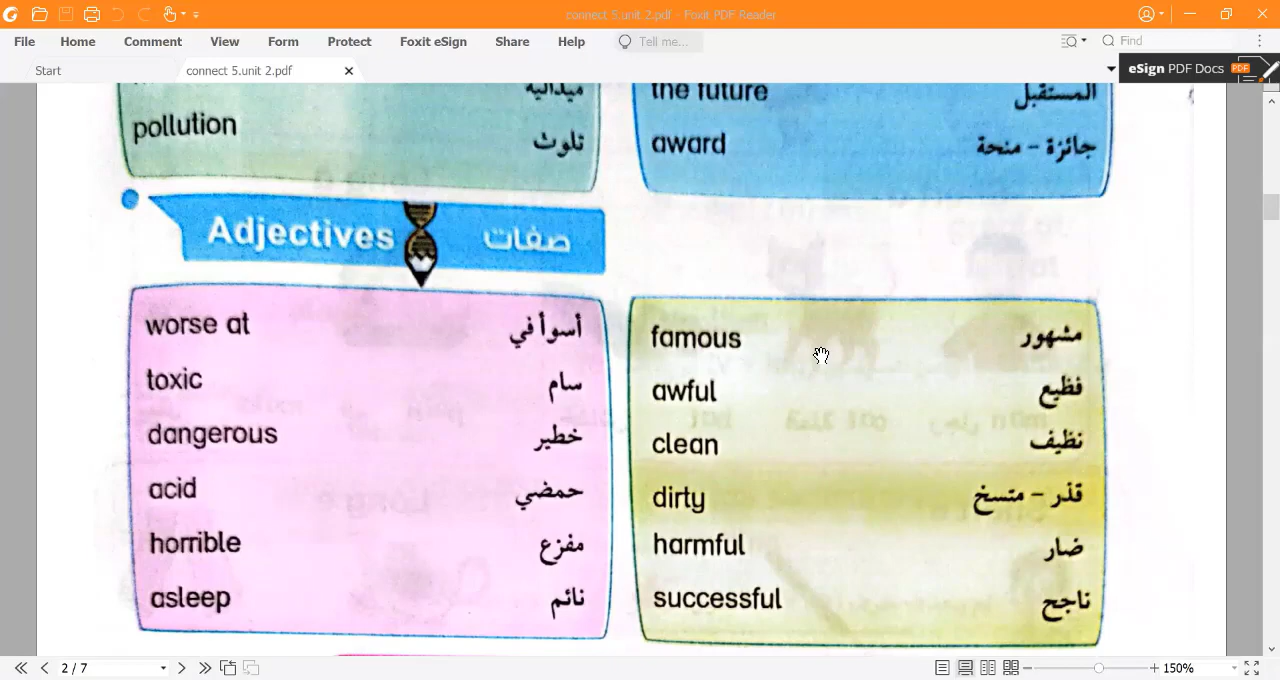 connect 5.unit 2.pdf - Foxit PDF Reader
File Home Comment View Form Protect Foxit eSign Share Help Tell me... Find
Start connect 5.unit 2.pdf eSign PDF Docs PDF
ميدالية
pollution تلوث
the future المستقبل
award جائزة - منحة
Adjectives صفات
worse at أسوأ في
toxic سام
dangerous خطير
acid حمضي
horrible مفزع
asleep نائم
famous مشهور
awful فظيع
clean نظيف
dirty قذر - متسخ
harmful ضار
successful ناجح
2 / 7 150%